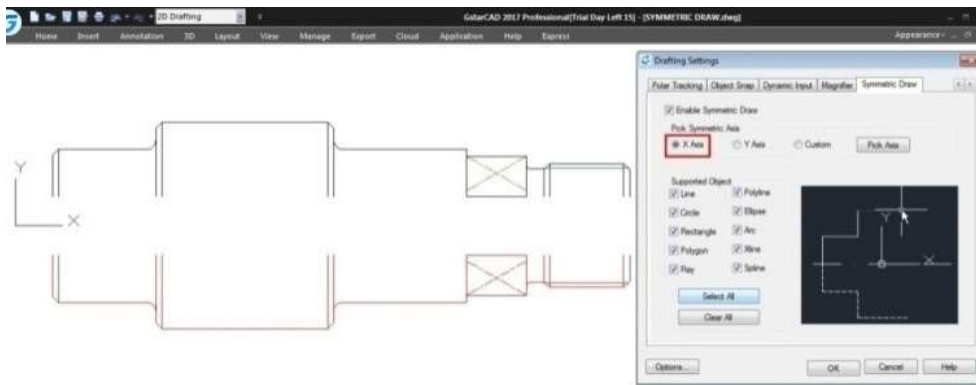 2D Drafting
GstarCAD 2017 Professional[Trial Day Left 15] - [SYMMETRIC DRAW.dwg]
Home Insert Annotation 3D Layout View Manage Export Cloud Application Help Express Appearance
Drafting Settings
Polar Tracking Object Snap Dynamic Input Magnifier Symmetric Draw
Enable Symmetric Draw
Pick Symmetric Axis
X Axis Y Axis Custom Pick Axis
Supported Object
Line Polyline
Circle Ellipse
Rectangle Arc
Polygon Xline
Ray Spline
Select All
Clear All
Options... OK Cancel Help
Y
X
Y
X